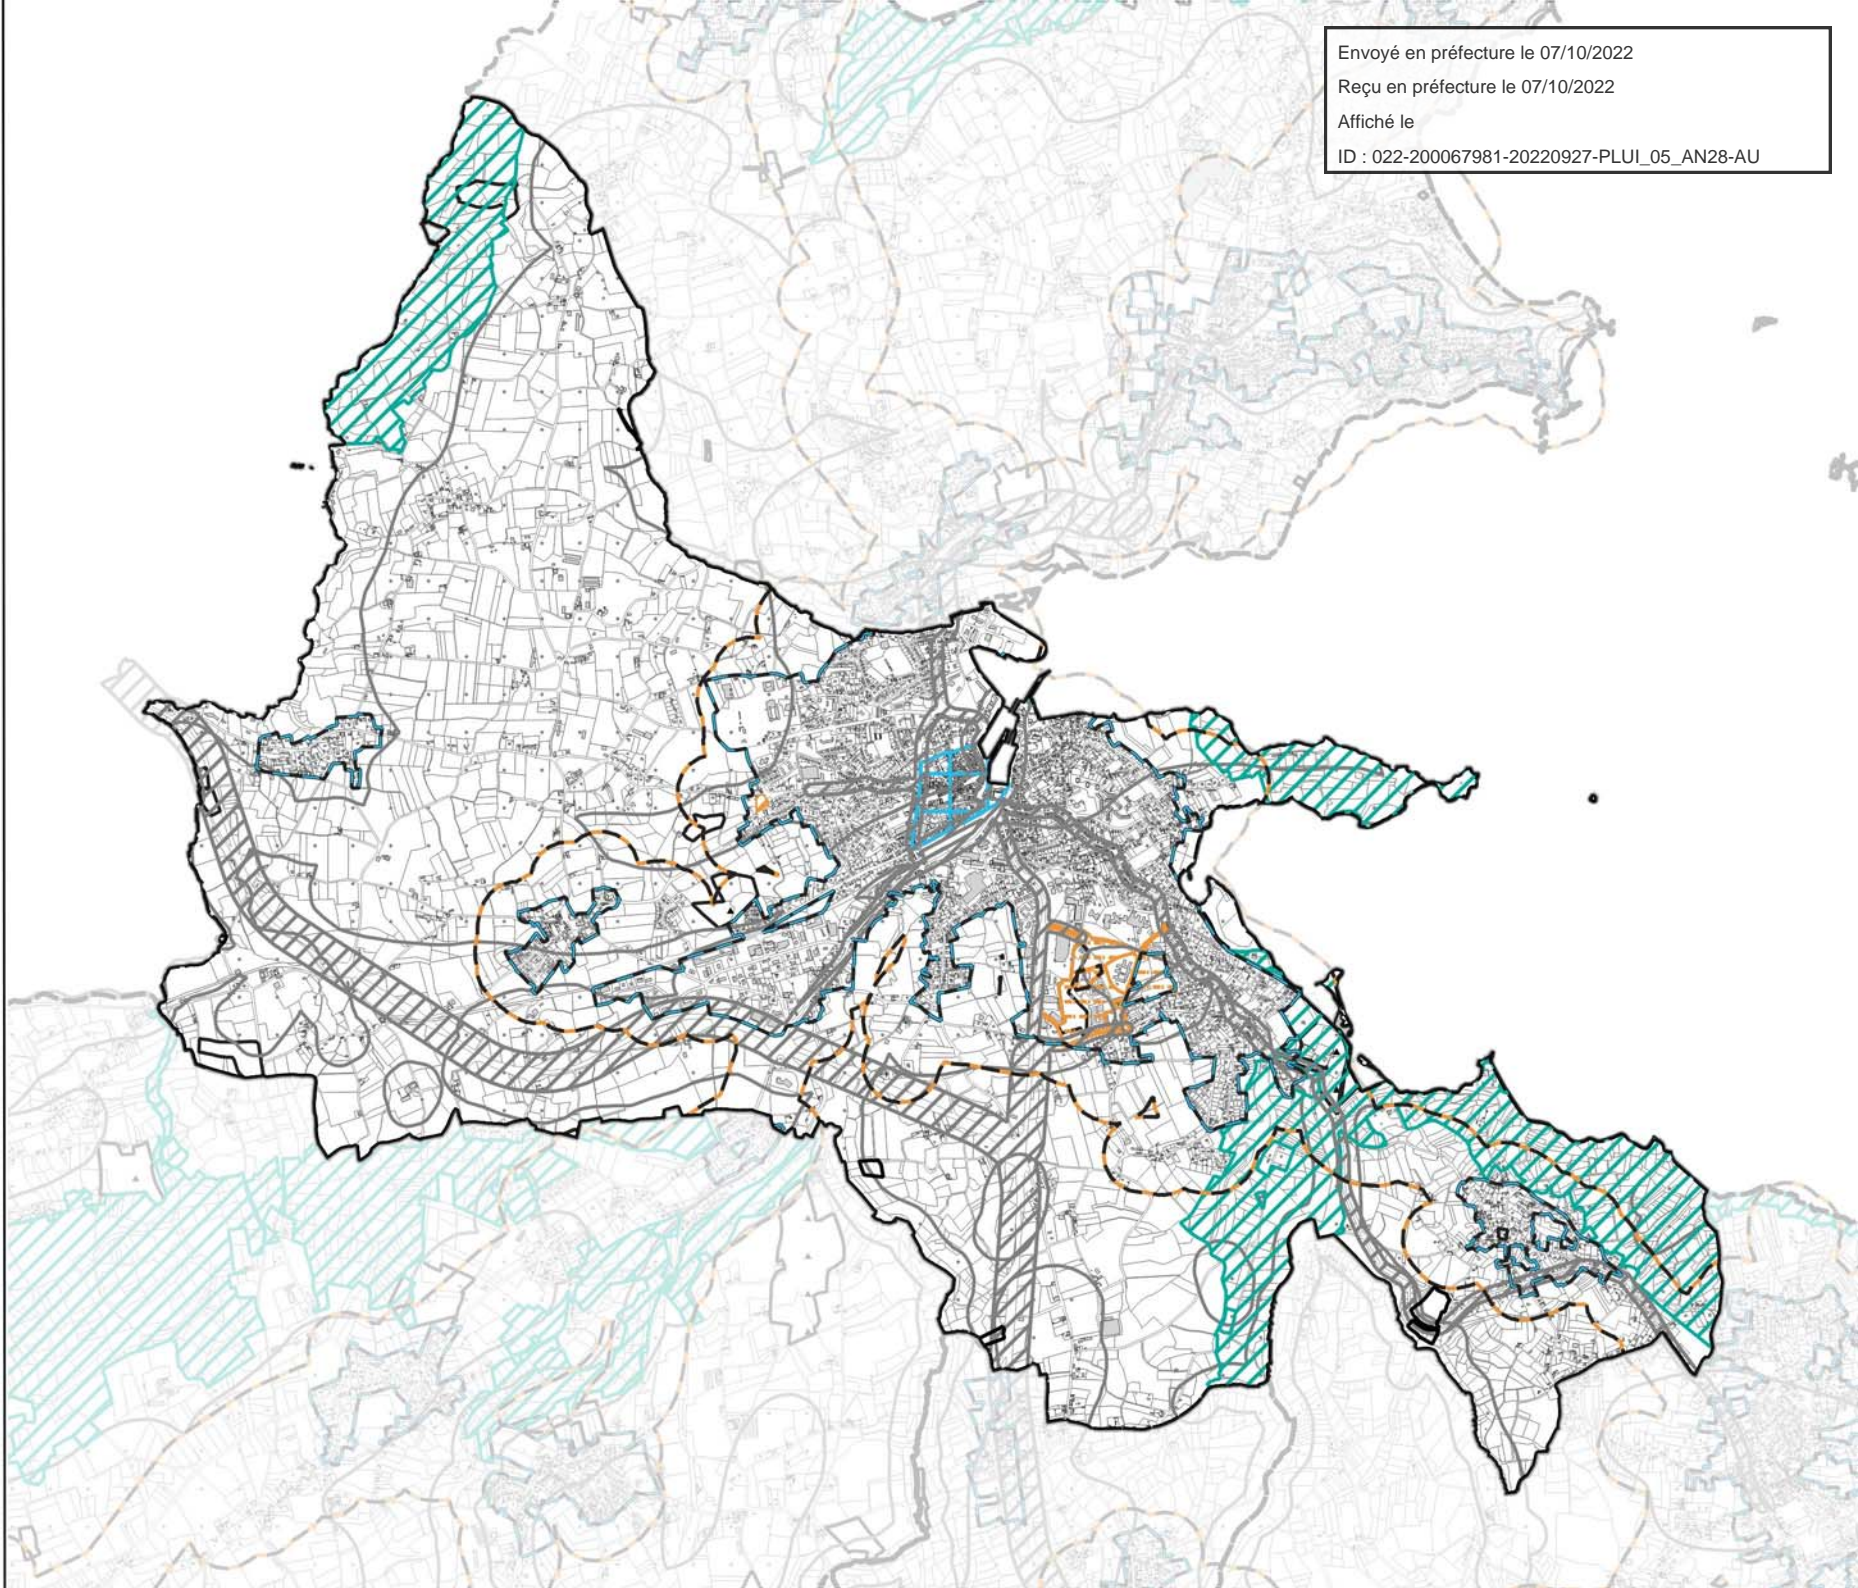 Envoyé en préfecture le 07/10/2022
Reçu en préfecture le 07/10/2022
Affiché le
ID : 022-200067981-20220927-PLUI_05_AN28-AU